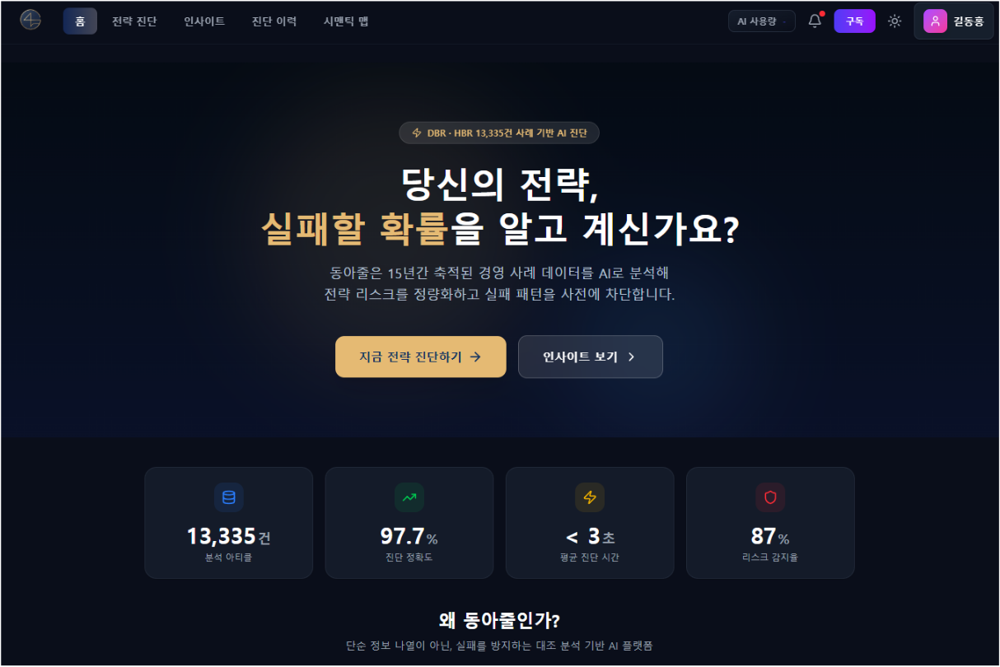 홈 전략 진단 인사이트 진단 이력 시맨틱 맵 AI 사용량 구독 길동홍
DBR · HBR 13,335건 사례 기반 AI 진단
당신의 전략,
실패할 확률을 알고 계신가요?
동아줄은 15년간 축적된 경영 사례 데이터를 AI로 분석해
전략 리스크를 정량화하고 실패 패턴을 사전에 차단합니다.
지금 전략 진단하기 → 인사이트 보기 >
13,335건
분석 아티클
97.7%
진단 정확도
< 3초
평균 진단 시간
87%
리스크 감지율
왜 동아줄인가?
단순 정보 나열이 아닌, 실패를 방지하는 대조 분석 기반 AI 플랫폼